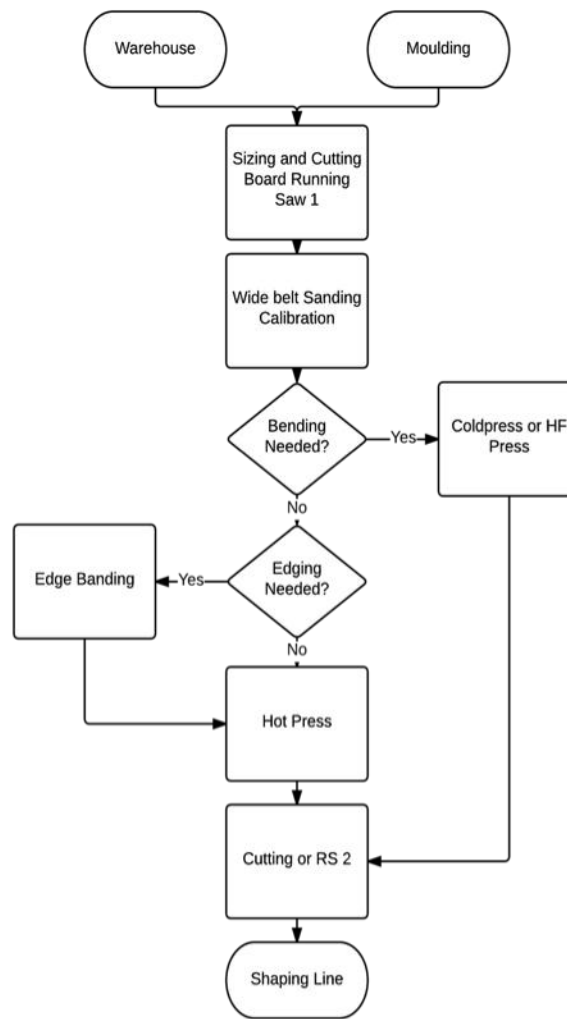 Warehouse
Moulding
Sizing and Cutting
Board Running
Saw 1
Wide belt Sanding
Calibration
Bending
Needed?
Yes
Coldpress or HF
Press
No
Edge Banding
Yes
Edging
Needed?
No
Hot Press
Cutting or RS 2
Shaping Line